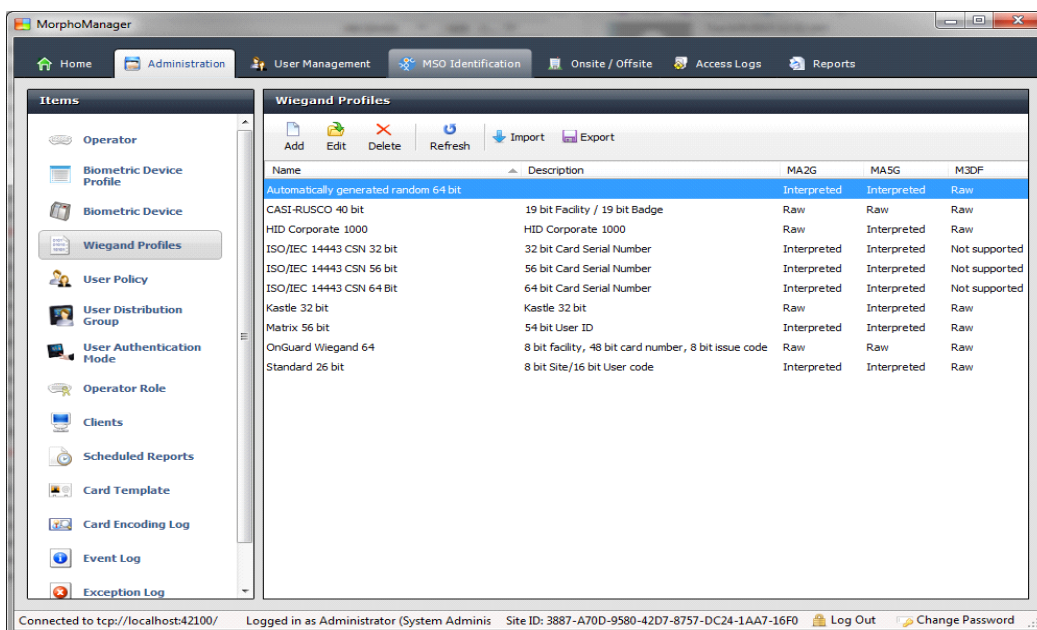 MorphoManager
Home Administration User Management MSO Identification Onsite / Offsite Access Logs Reports
Items
Operator
Biometric Device
Profile
Biometric Device
Wiegand Profiles
User Policy
User Distribution
Group
User Authentication
Mode
Operator Role
Clients
Scheduled Reports
Card Template
Card Encoding Log
Event Log
Exception Log
Wiegand Profiles
Add Edit Delete Refresh Import Export
Name Description MA2G MA5G M3DF
Automatically generated random 64 bit Interpreted Interpreted Raw
CASI-RUSCO 40 bit 19 bit Facility / 19 bit Badge Raw Raw Raw
HID Corporate 1000 HID Corporate 1000 Raw Interpreted Raw
ISO/IEC 14443 CSN 32 bit 32 bit Card Serial Number Interpreted Interpreted Not supported
ISO/IEC 14443 CSN 56 bit 56 bit Card Serial Number Interpreted Interpreted Not supported
ISO/IEC 14443 CSN 64 Bit 64 bit Card Serial Number Interpreted Interpreted Not supported
Kastle 32 bit Kastle 32 bit Raw Interpreted Raw
Matrix 56 bit 54 bit User ID Interpreted Interpreted Raw
OnGuard Wiegand 64 8 bit facility, 48 bit card number, 8 bit issue code Raw Raw Raw
Standard 26 bit 8 bit Site/16 bit User code Interpreted Interpreted Raw
Connected to tcp://localhost:42100/ Logged in as Administrator (System Adminis Site ID: 3887-A70D-9580-42D7-8757-DC24-1AA7-16F0 Log Out Change Password